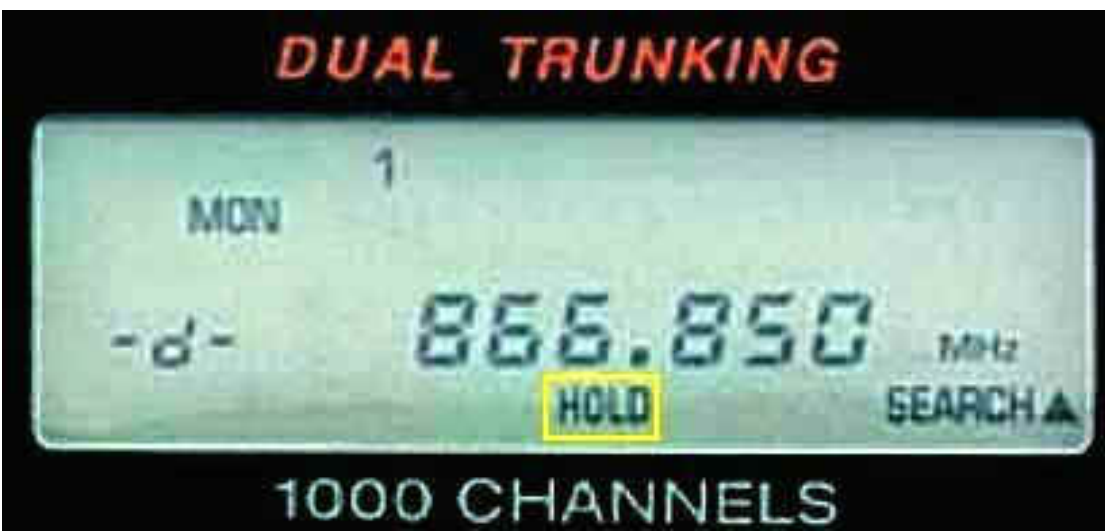 DUAL TRUNKING
1
MON
-d- 866.850 MHz
HOLD SEARCH▲
1000 CHANNELS